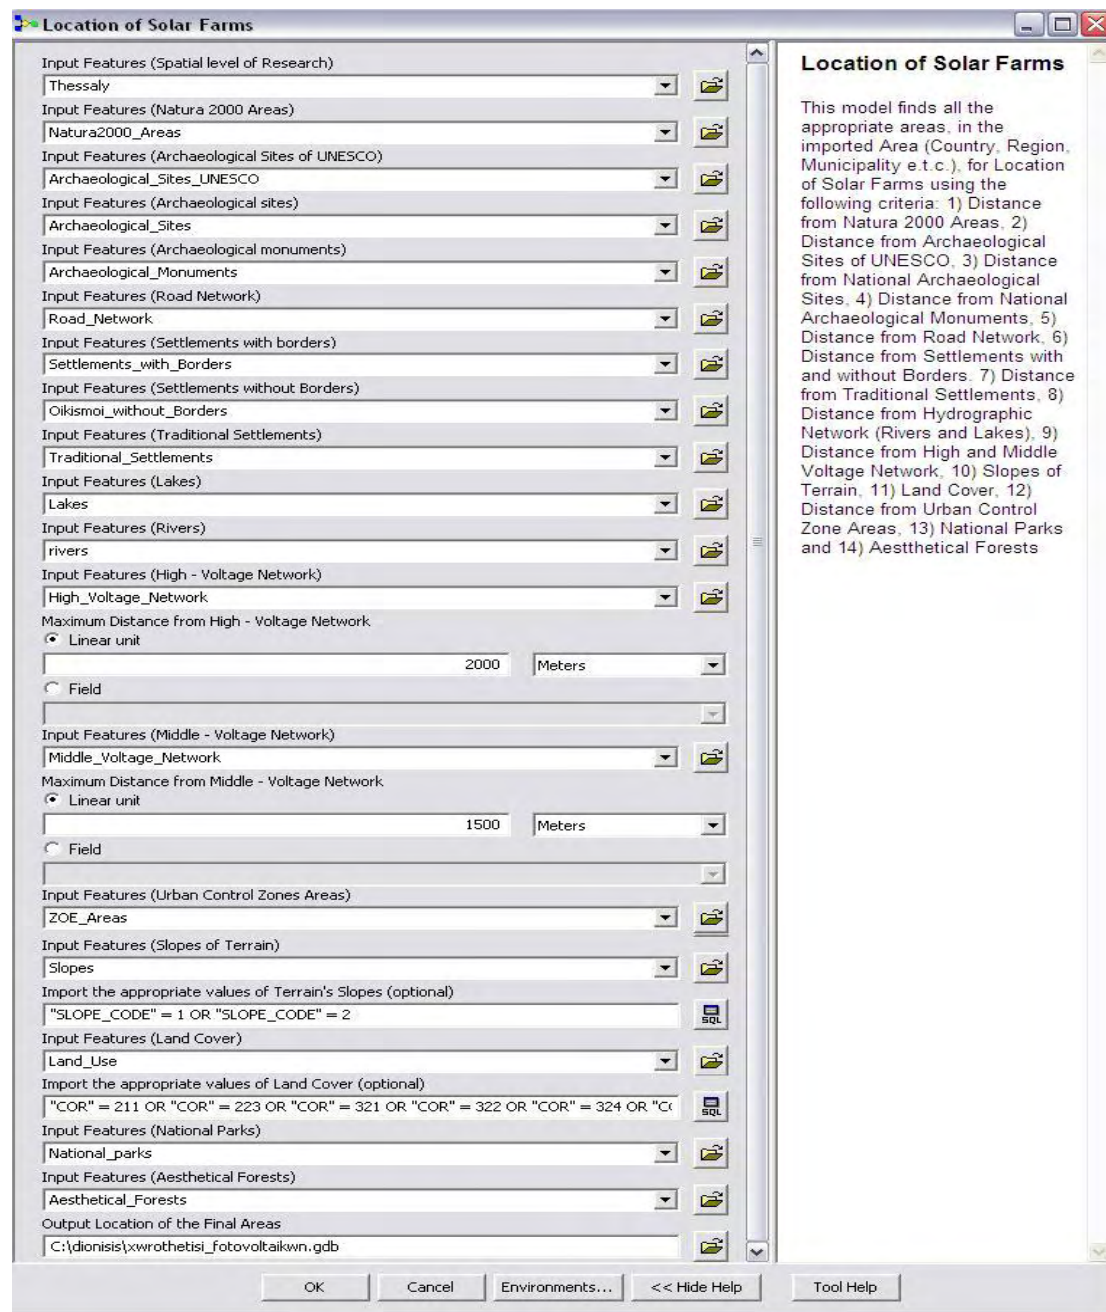 Location of Solar Farms
Input Features (Spatial level of Research)
Thessaly
Input Features (Natura 2000 Areas)
Natura2000_Areas
Input Features (Archaeological Sites of UNESCO)
Archaeological_Sites_UNESCO
Input Features (Archaeological sites)
Archaeological_Sites
Input Features (Archaeological monuments)
Archaeological_Monuments
Input Features (Road Network)
Road_Network
Input Features (Settlements with borders)
Settlements_with_Borders
Input Features (Settlements without Borders)
Oikismoi_without_Borders
Input Features (Traditional Settlements)
Traditional_Settlements
Input Features (Lakes)
Lakes
Input Features (Rivers)
rivers
Input Features (High - Voltage Network)
High_Voltage_Network
Maximum Distance from High - Voltage Network
Linear unit
2000 Meters
Field
Input Features (Middle - Voltage Network)
Middle_Voltage_Network
Maximum Distance from Middle - Voltage Network
Linear unit
1500 Meters
Field
Input Features (Urban Control Zones Areas)
ZOE_Areas
Input Features (Slopes of Terrain)
Slopes
Import the appropriate values of Terrain's Slopes (optional)
"SLOPE_CODE" = 1 OR "SLOPE_CODE" = 2
SQL
Input Features (Land Cover)
Land_Use
Import the appropriate values of Land Cover (optional)
"COR" = 211 OR "COR" = 223 OR "COR" = 321 OR "COR" = 322 OR "COR" = 324 OR "C
SQL
Input Features (National Parks)
National_parks
Input Features (Aesthetical Forests)
Aesthetical_Forests
Output Location of the Final Areas
C:\dionisis\xwrothetisi_fotovoltaikwn.gdb
OK Cancel Environments... << Hide Help Tool Help
Location of Solar Farms
This model finds all the
appropriate areas, in the
imported Area (Country, Region,
Municipality e.t.c.), for Location
of Solar Farms using the
following criteria: 1) Distance
from Natura 2000 Areas, 2)
Distance from Archaeological
Sites of UNESCO, 3) Distance
from National Archaeological
Sites, 4) Distance from National
Archaeological Monuments, 5)
Distance from Road Network, 6)
Distance from Settlements with
and without Borders. 7) Distance
from Traditional Settlements, 8)
Distance from Hydrographic
Network (Rivers and Lakes), 9)
Distance from High and Middle
Voltage Network, 10) Slopes of
Terrain, 11) Land Cover, 12)
Distance from Urban Control
Zone Areas, 13) National Parks
and 14) Aestthetical Forests